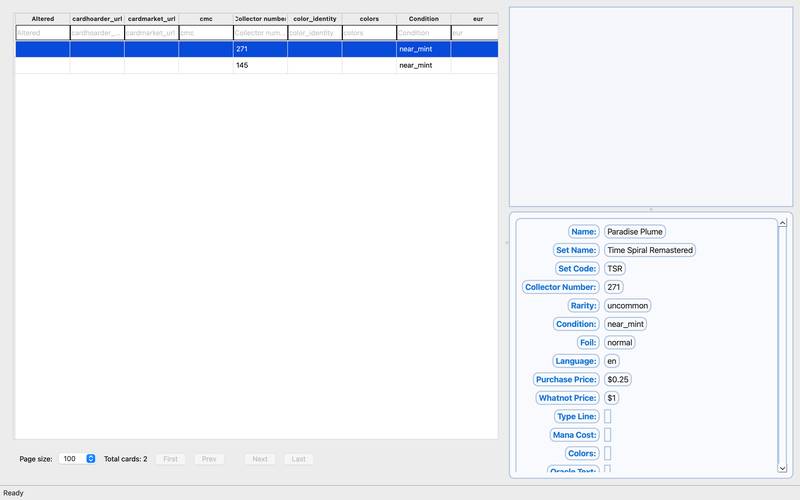 Altered cardhoarder_url cardmarket_url cmc Collector number color_identity colors Condition eur
Altered cardhoarder_... cardmarket_url cmc Collector num... color_identity colors Condition eur
271 near_mint
145 near_mint
Page size: 100 Total cards: 2 First Prev Next Last
Name: Paradise Plume
Set Name: Time Spiral Remastered
Set Code: TSR
Collector Number: 271
Rarity: uncommon
Condition: near_mint
Foil: normal
Language: en
Purchase Price: $0.25
Whatnot Price: $1
Type Line:
Mana Cost:
Colors:
Oracle Text:
Ready